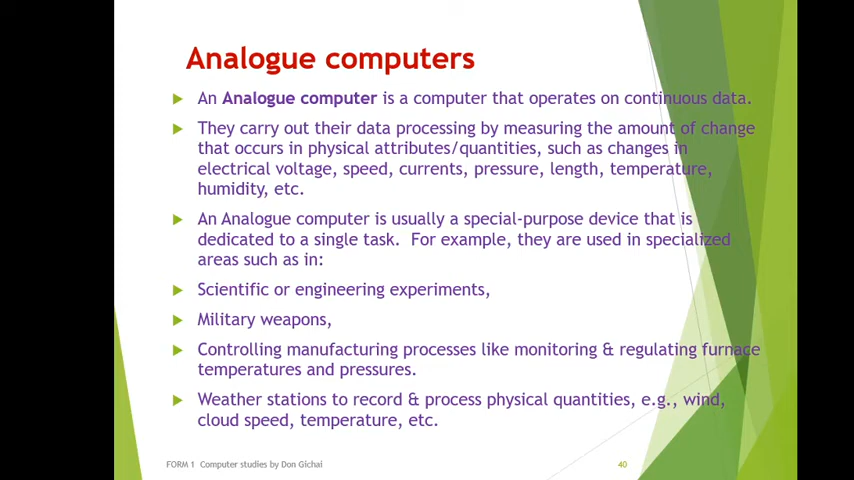 Analogue computers
An Analogue computer is a computer that operates on continuous data.
They carry out their data processing by measuring the amount of change
that occurs in physical attributes/quantities, such as changes in
electrical voltage, speed, currents, pressure, length, temperature,
humidity, etc.
An Analogue computer is usually a special-purpose device that is
dedicated to a single task. For example, they are used in specialized
areas such as in:
Scientific or engineering experiments,
Military weapons,
Controlling manufacturing processes like monitoring & regulating furnace
temperatures and pressures.
Weather stations to record & process physical quantities, e.g., wind,
cloud speed, temperature, etc.
FORM 1 Computer studies by Don Gichai 40